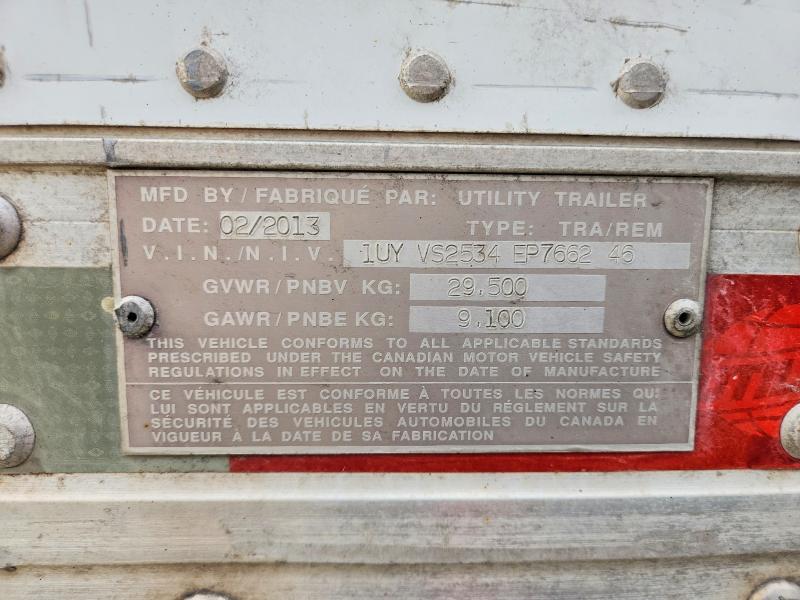 MFD BY / FABRIQUÉ PAR: UTILITY TRAILER
DATE: 02/2013 TYPE: TRA/REM
V.I.N./N.I.V. 1UY VS2534 EP7662 46
GVWR/PNBV KG: 29,500
GAWR/PNBE KG: 9,100
THIS VEHICLE CONFORMS TO ALL APPLICABLE STANDARDS
PRESCRIBED UNDER THE CANADIAN MOTOR VEHICLE SAFETY
REGULATIONS IN EFFECT ON THE DATE OF MANUFACTURE
CE VÉHICULE EST CONFORME À TOUTES LES NORMES QUI
LUI SONT APPLICABLES EN VERTU DU RÉGLEMENT SUR LA
SÉCURITÉ DES VEHICULES AUTOMOBILES DU CANADA EN
VIGUEUR À LA DATE DE SA FABRICATION